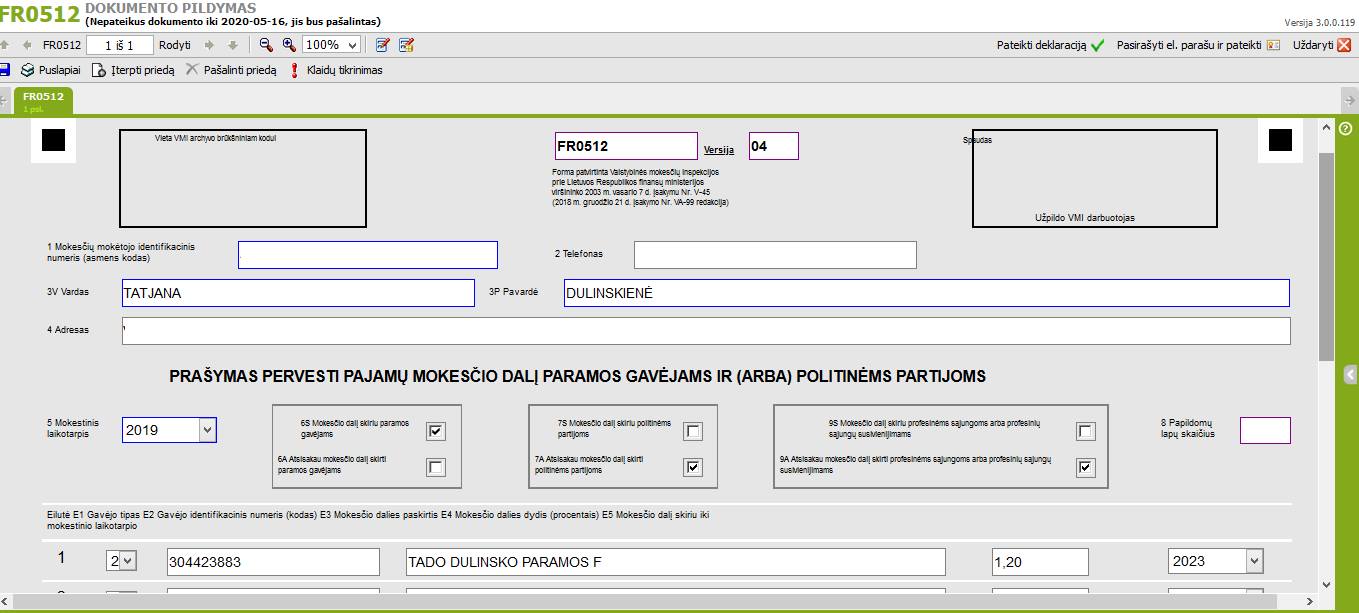 FR0512 DOKUMENTO PILDYMAS
(Nepateikus dokumento iki 2020-05-16, jis bus pašalintas)
Versija 3.0.0.119
FR0512 1 iš 1 Rodyti 100% Pateikti deklaraciją Pasirašyti el. parašu ir pateikti Uždaryti
Puslapiai Įterpti priedą Pašalinti priedą Klaidų tikrinimas
FR0512
1 psl.
Vieta VMI archyvo brūkšniniam kodui
FR0512 Versija 04
Spaudas
Forma patvirtinta Valstybinės mokesčių inspekcijos
prie Lietuvos Respublikos finansų ministerijos
viršininko 2003 m. vasario 7 d. įsakymu Nr. V-45
(2018 m. gruodžio 21 d. įsakymo Nr. VA-99 redakcija)
Užpildo VMI darbuotojas
1 Mokesčių mokėtojo identifikacinis
numeris (asmens kodas)
2 Telefonas
3V Vardas TATJANA 3P Pavardė DULINSKIENĖ
4 Adresas
PRAŠYMAS PERVESTI PAJAMŲ MOKESČIO DALĮ PARAMOS GAVĖJAMS IR (ARBA) POLITINĖMS PARTIJOMS
5 Mokestinis
laikotarpis
2019
6S Mokesčio dalį skiriu paramos
gavėjams
6A Atsisakau mokesčio dalį skirti
paramos gavėjams
7S Mokesčio dalį skiriu politinėms
partijoms
7A Atsisakau mokesčio dalį skirti
politinėms partijoms
9S Mokesčio dalį skiriu profesinėms sąjungoms arba profesinių
sąjungų susivienijimams
9A Atsisakau mokesčio dalį skirti profesinėms sąjungoms arba profesinių sąjungų
susivienijimams
8 Papildomų
lapų skaičius
Eilutė E1 Gavėjo tipas E2 Gavėjo identifikacinis numeris (kodas) E3 Mokesčio dalies paskirtis E4 Mokesčio dalies dydis (procentais) E5 Mokesčio dalį skiriu iki
mokestinio laikotarpio
1 2 304423883 TADO DULINSKO PARAMOS F 1,20 2023